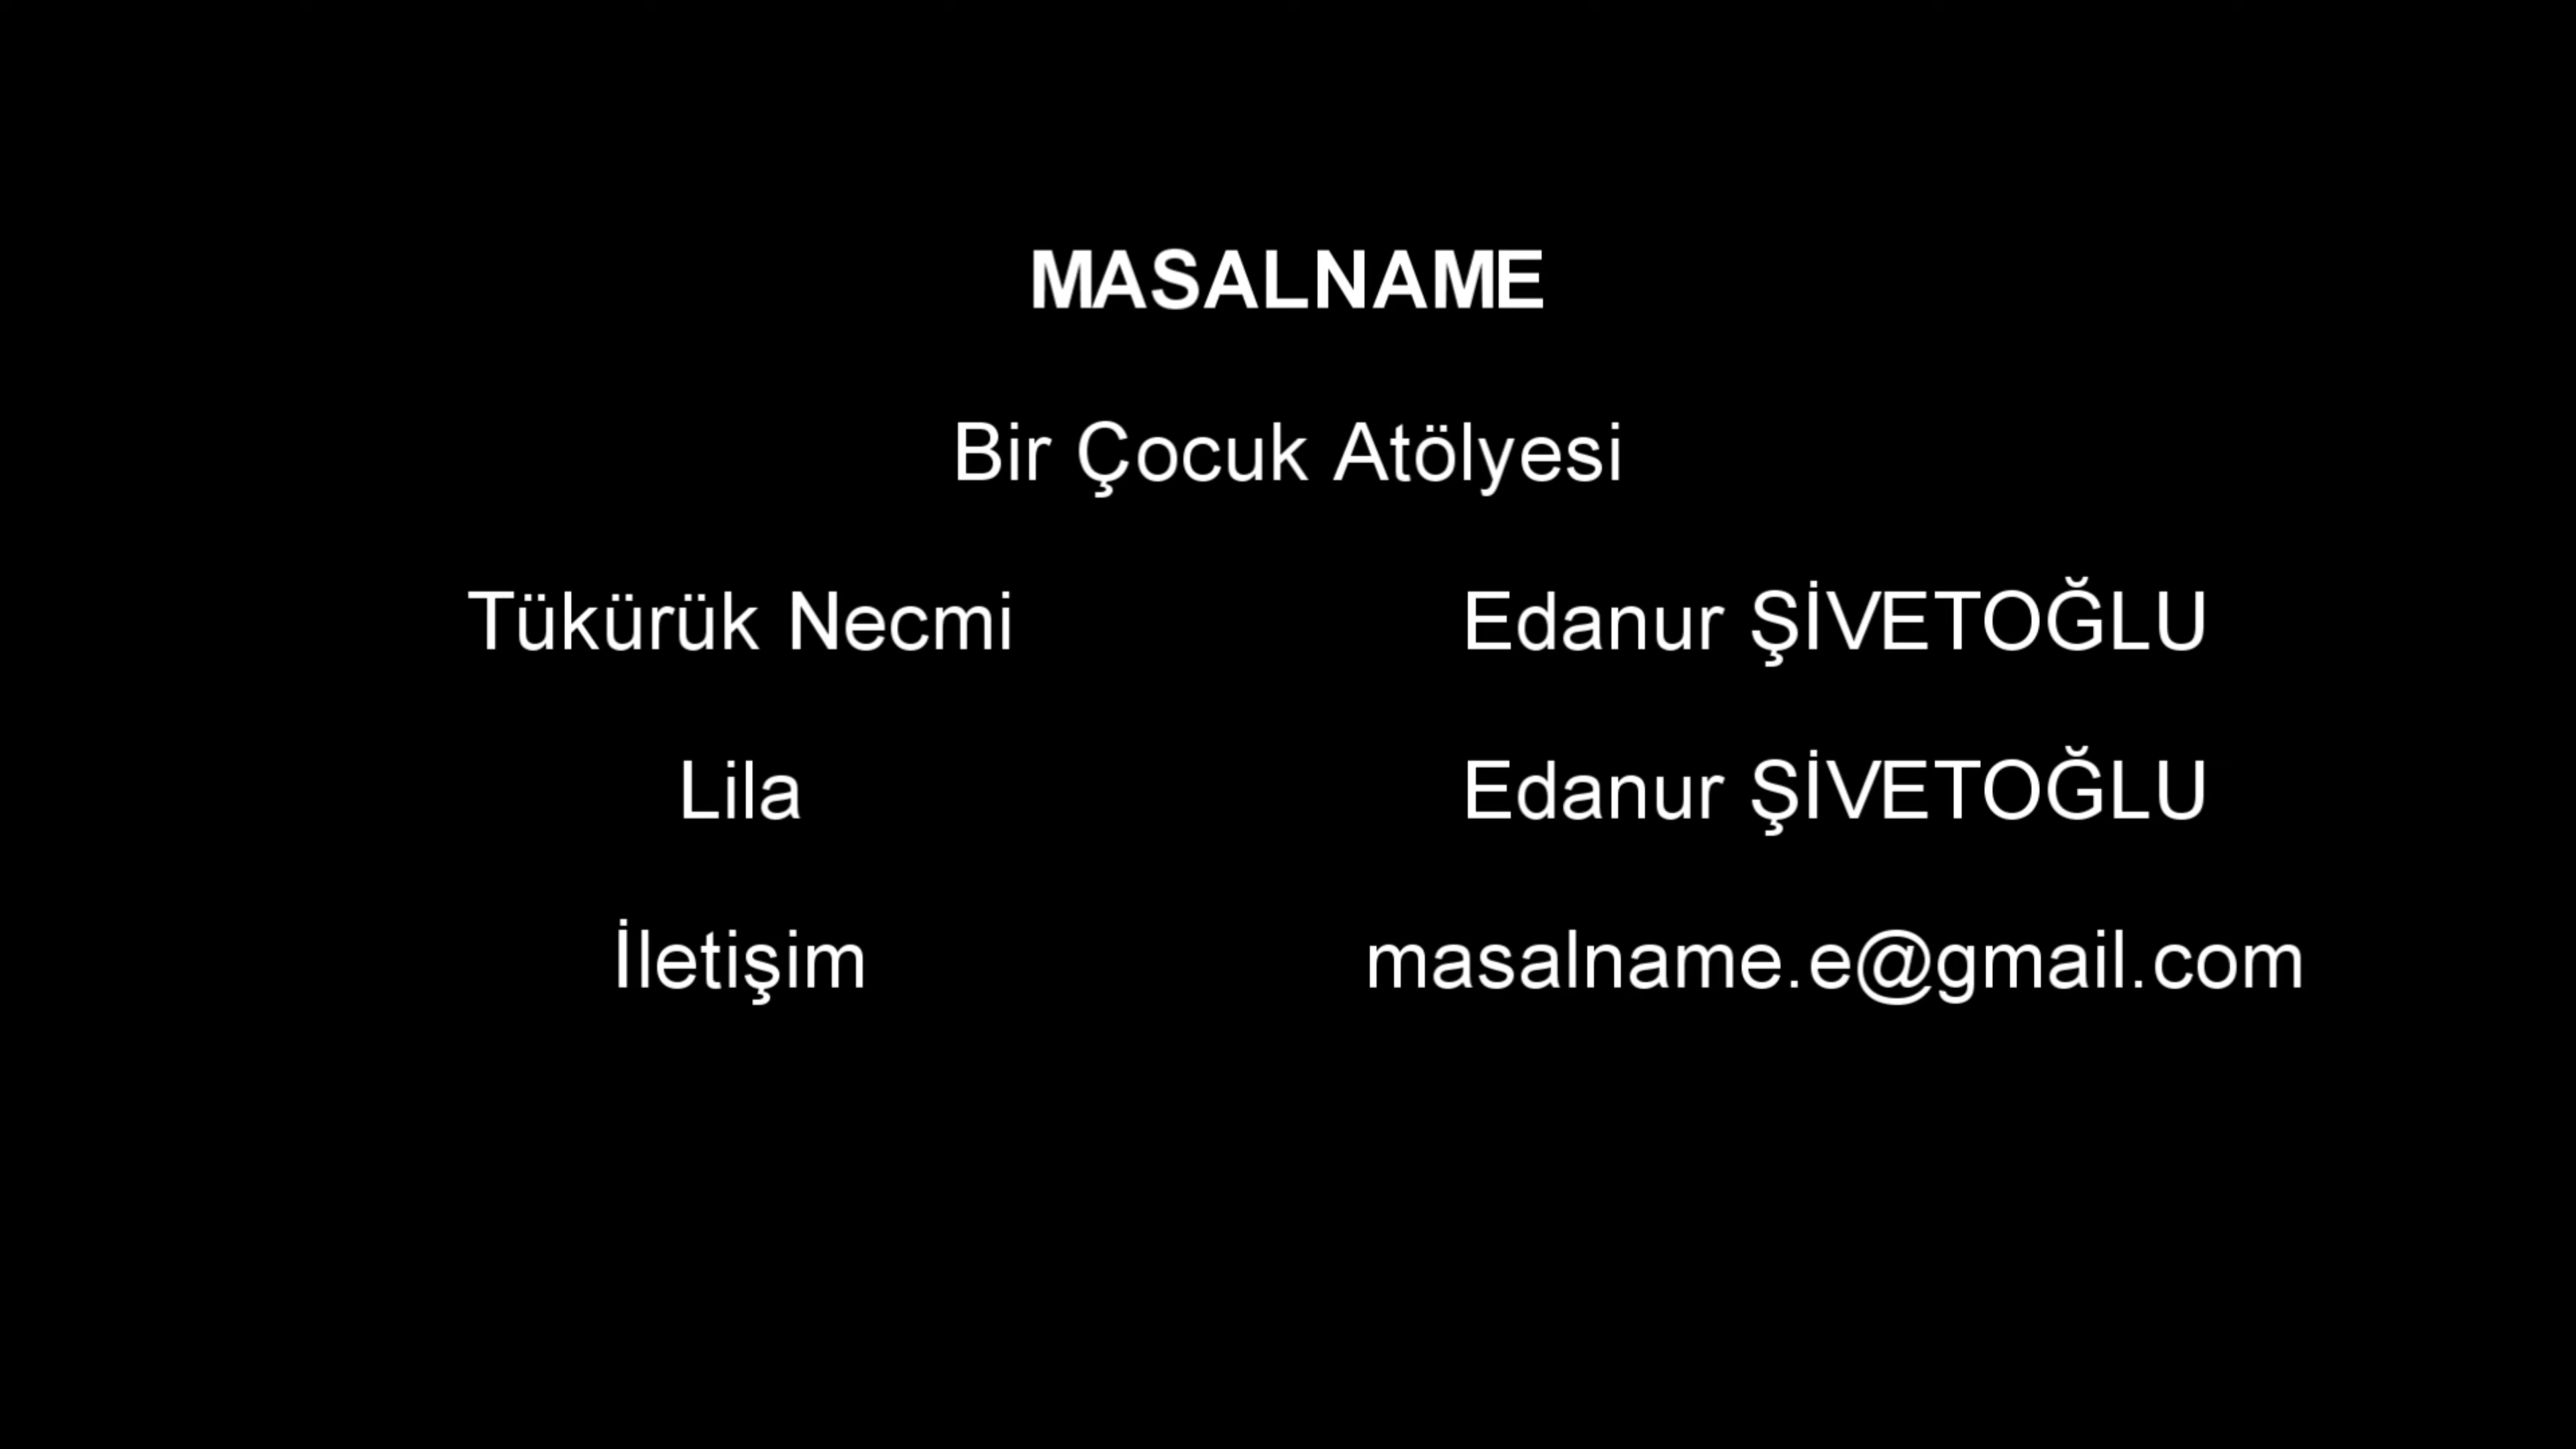 MASALNAME
Bir Çocuk Atölyesi
Tükürük Necmi Edanur ŞİVETOĞLU
Lila Edanur ŞİVETOĞLU
İletişim masalname.e@gmail.com